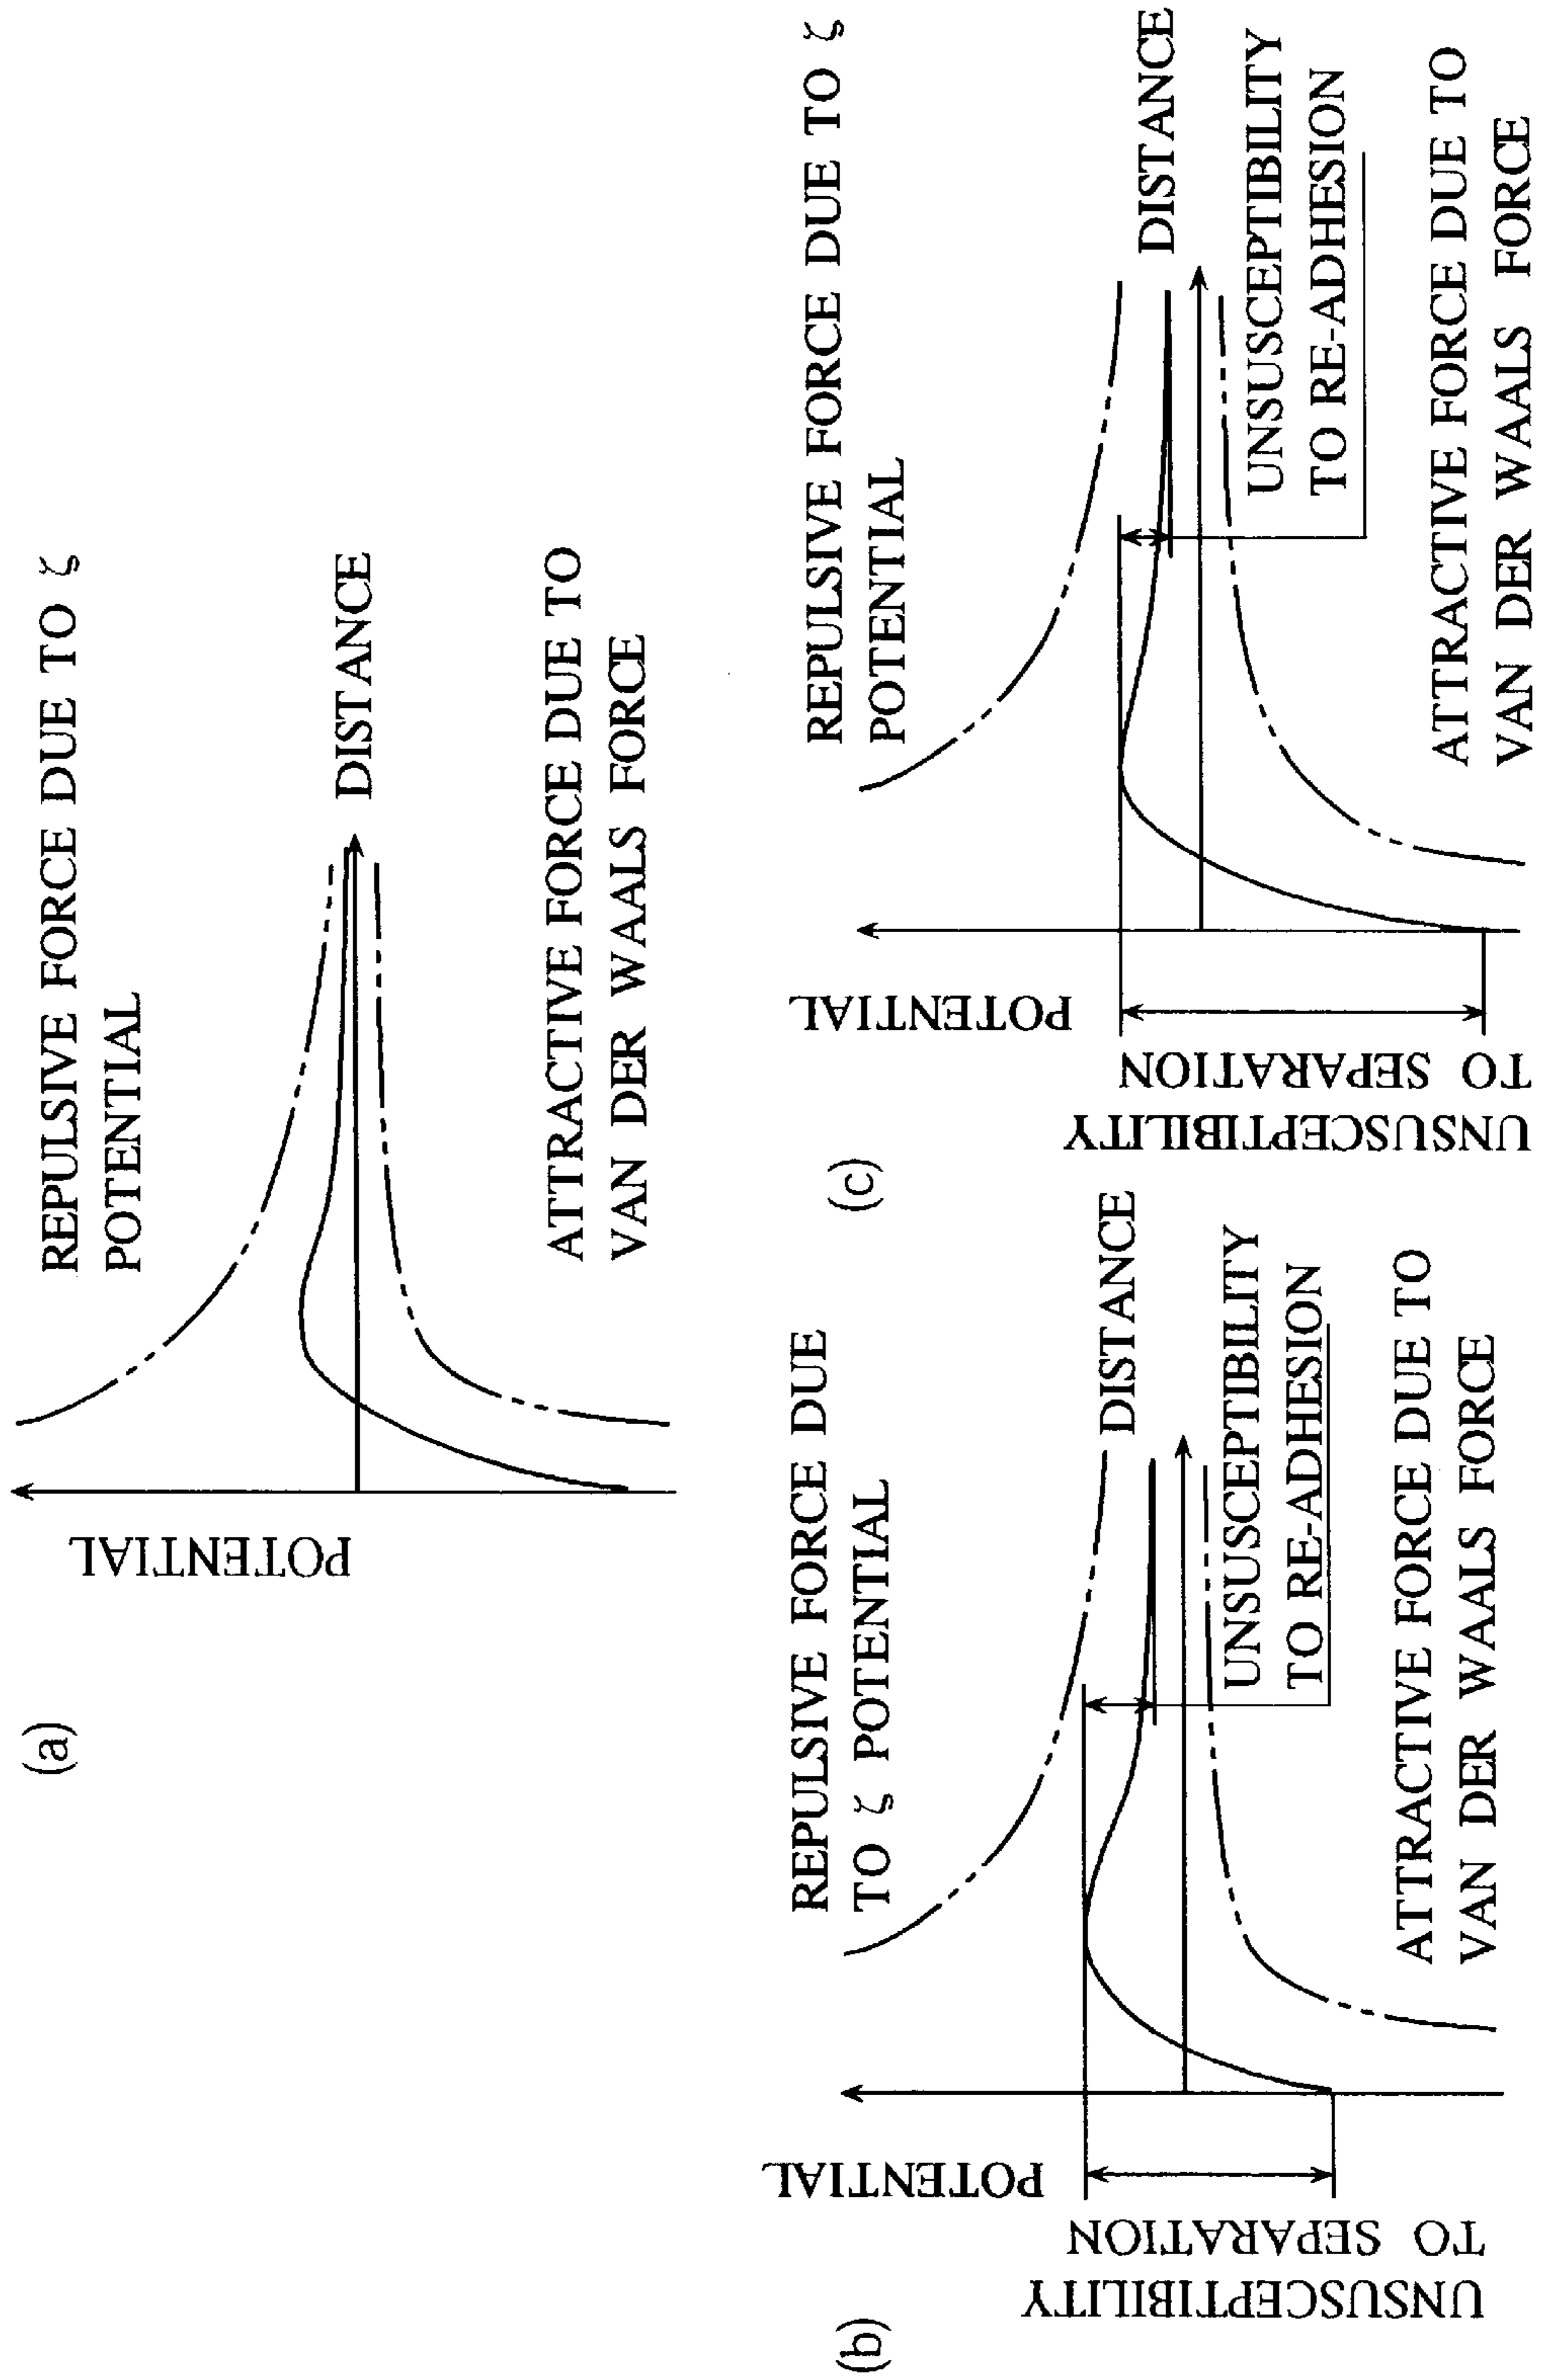 (a)
REPULSIVE FORCE DUE TO ζ
POTENTIAL
POTENTIAL
DISTANCE
ATTRACTIVE FORCE DUE TO
VAN DER WAALS FORCE
(b)
REPULSIVE FORCE DUE
TO ζ POTENTIAL
POTENTIAL
DISTANCE
UNSUSCEPTIBILITY
TO SEPARATION
UNSUSCEPTIBILITY
TO RE-ADHESION
ATTRACTIVE FORCE DUE TO
VAN DER WAALS FORCE
(c)
REPULSIVE FORCE DUE TO ζ
POTENTIAL
POTENTIAL
DISTANCE
UNSUSCEPTIBILITY
TO SEPARATION
UNSUSCEPTIBILITY
TO RE-ADHESION
ATTRACTIVE FORCE DUE TO
VAN DER WAALS FORCE